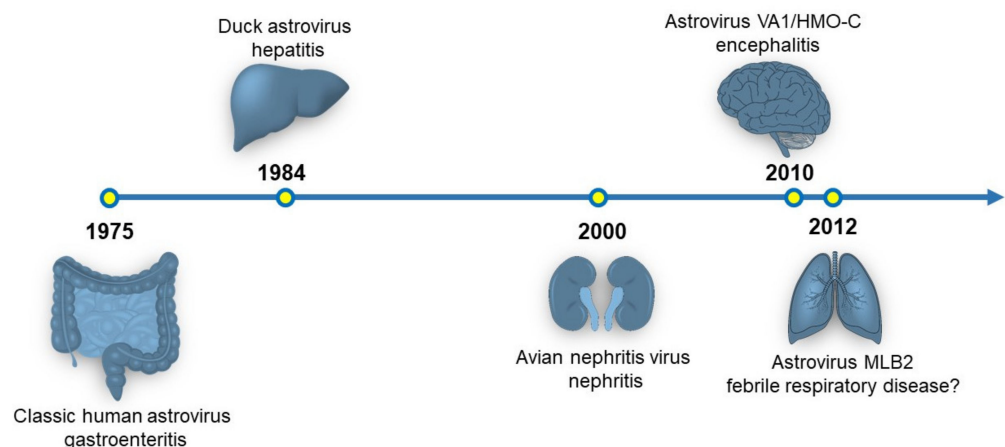 Duck astrovirus
hepatitis
Astrovirus VA1/HMO-C
encephalitis
1984
2010
1975
2000
2012
Classic human astrovirus
gastroenteritis
Avian nephritis virus
nephritis
Astrovirus MLB2
febrile respiratory disease?